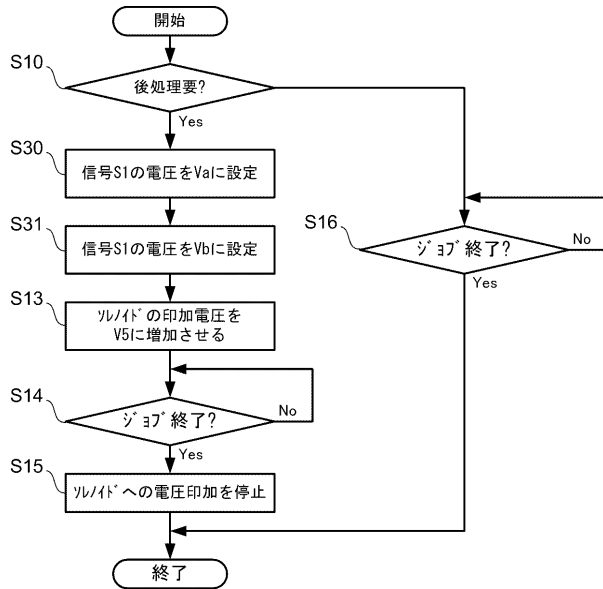 開始
S10
後処理要?
Yes
S30
信号S1の電圧をVaに設定
S31
信号S1の電圧をVbに設定
S16
ジョブ終了?
No
Yes
S13
ソレノイドの印加電圧を
V5に増加させる
S14
ジョブ終了?
No
Yes
S15
ソレノイドへの電圧印加を停止
終了